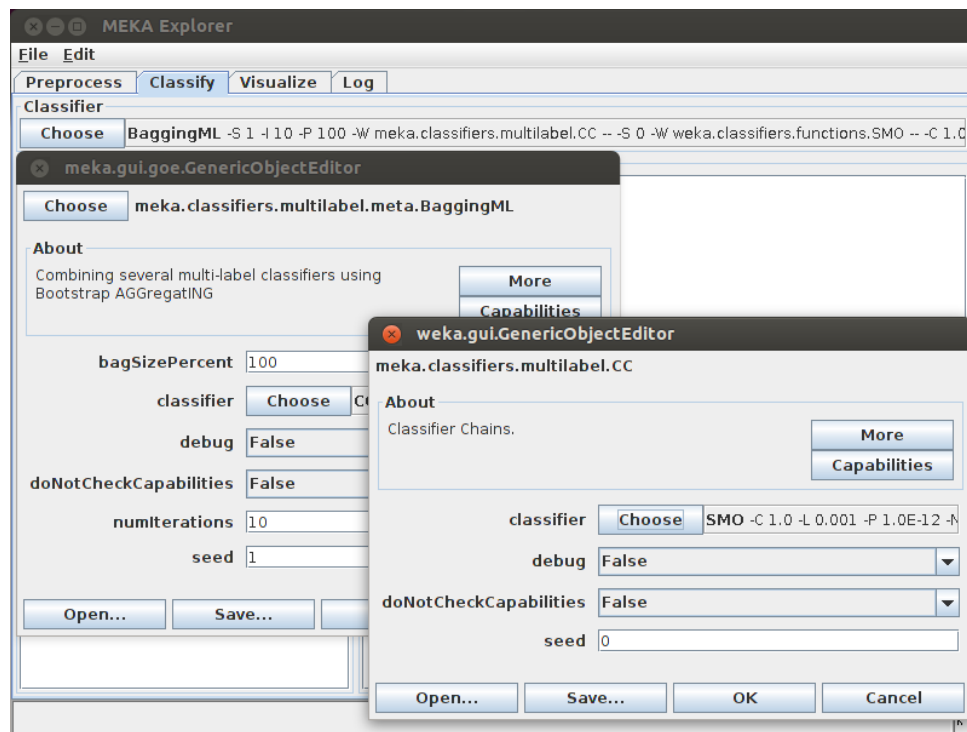 MEKA Explorer
File Edit
Preprocess Classify Visualize Log
Classifier
Choose BaggingML -S 1 -I 10 -P 100 -W meka.classifiers.multilabel.CC -- -S 0 -W weka.classifiers.functions.SMO -- -C 1.0
meka.gui.goe.GenericObjectEditor
Choose meka.classifiers.multilabel.meta.BaggingML
About
Combining several multi-label classifiers using
Bootstrap AGGregatING
More
Capabilities
bagSizePercent 100
classifier Choose
debug False
doNotCheckCapabilities False
numIterations 10
seed 1
Open... Save...
weka.gui.GenericObjectEditor
meka.classifiers.multilabel.CC
About
Classifier Chains.
More
Capabilities
classifier Choose SMO -C 1.0 -L 0.001 -P 1.0E-12 -N
debug False
doNotCheckCapabilities False
seed 0
Open... Save... OK Cancel